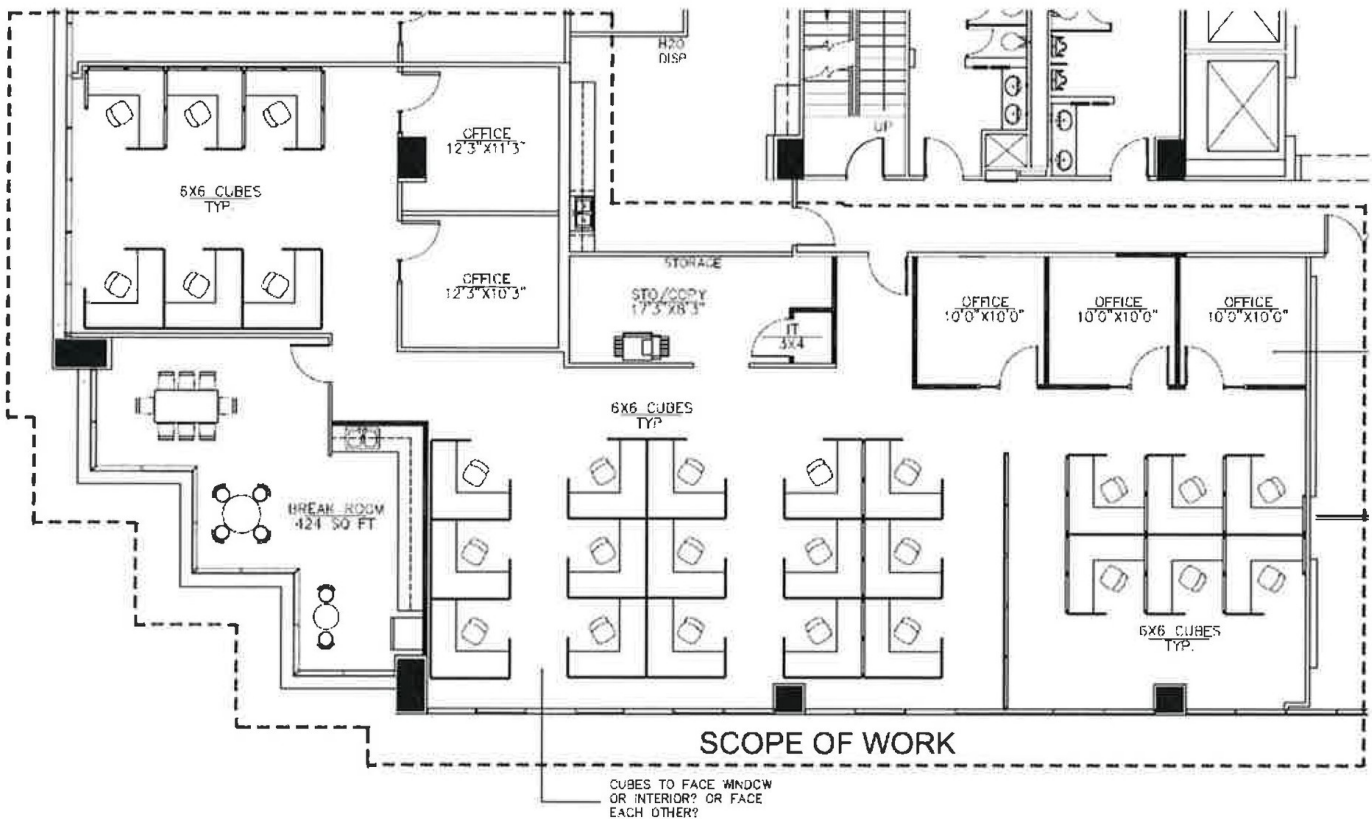 H20
DISP
UP
OFFICE
12'3"X11'3"
6X6 CUBES
TYP.
OFFICE
12'3"X10'3"
STORAGE
STO/COPY
17'3"X8'3"
IT
3X4
OFFICE
10'0"X10'0"
OFFICE
10'0"X10'0"
OFFICE
10'0"X10'0"
6X6 CUBES
TYP
BREAK ROOM
424 SQ FT
6X6 CUBES
TYP.
SCOPE OF WORK
CUBES TO FACE WINDOW
OR INTERIOR? OR FACE
EACH OTHER?